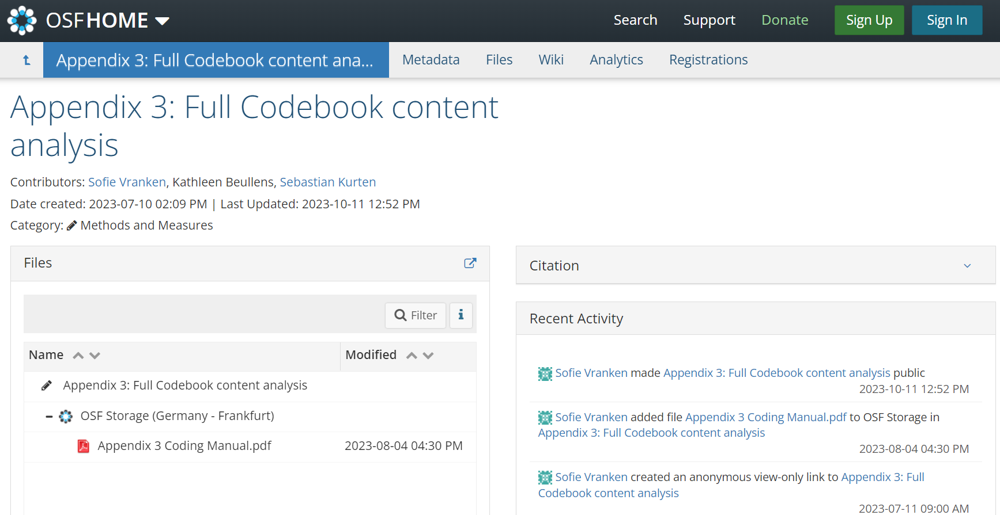 OSFHOME
Search
Support
Donate
Sign Up
Sign In
Appendix 3: Full Codebook content ana...
Metadata
Files
Wiki
Analytics
Registrations
Appendix 3: Full Codebook content
analysis
Contributors: Sofie Vranken, Kathleen Beullens, Sebastian Kurten
Date created: 2023-07-10 02:09 PM | Last Updated: 2023-10-11 12:52 PM
Category: Methods and Measures
Files
Filter
i
Name
Modified
Appendix 3: Full Codebook content analysis
OSF Storage (Germany - Frankfurt)
Appendix 3 Coding Manual.pdf
2023-08-04 04:30 PM
Citation
Recent Activity
Sofie Vranken made Appendix 3: Full Codebook content analysis public
2023-10-11 12:52 PM
Sofie Vranken added file Appendix 3 Coding Manual.pdf to OSF Storage in
Appendix 3: Full Codebook content analysis
2023-08-04 04:30 PM
Sofie Vranken created an anonymous view-only link to Appendix 3: Full
Codebook content analysis
2023-07-11 09:00 AM